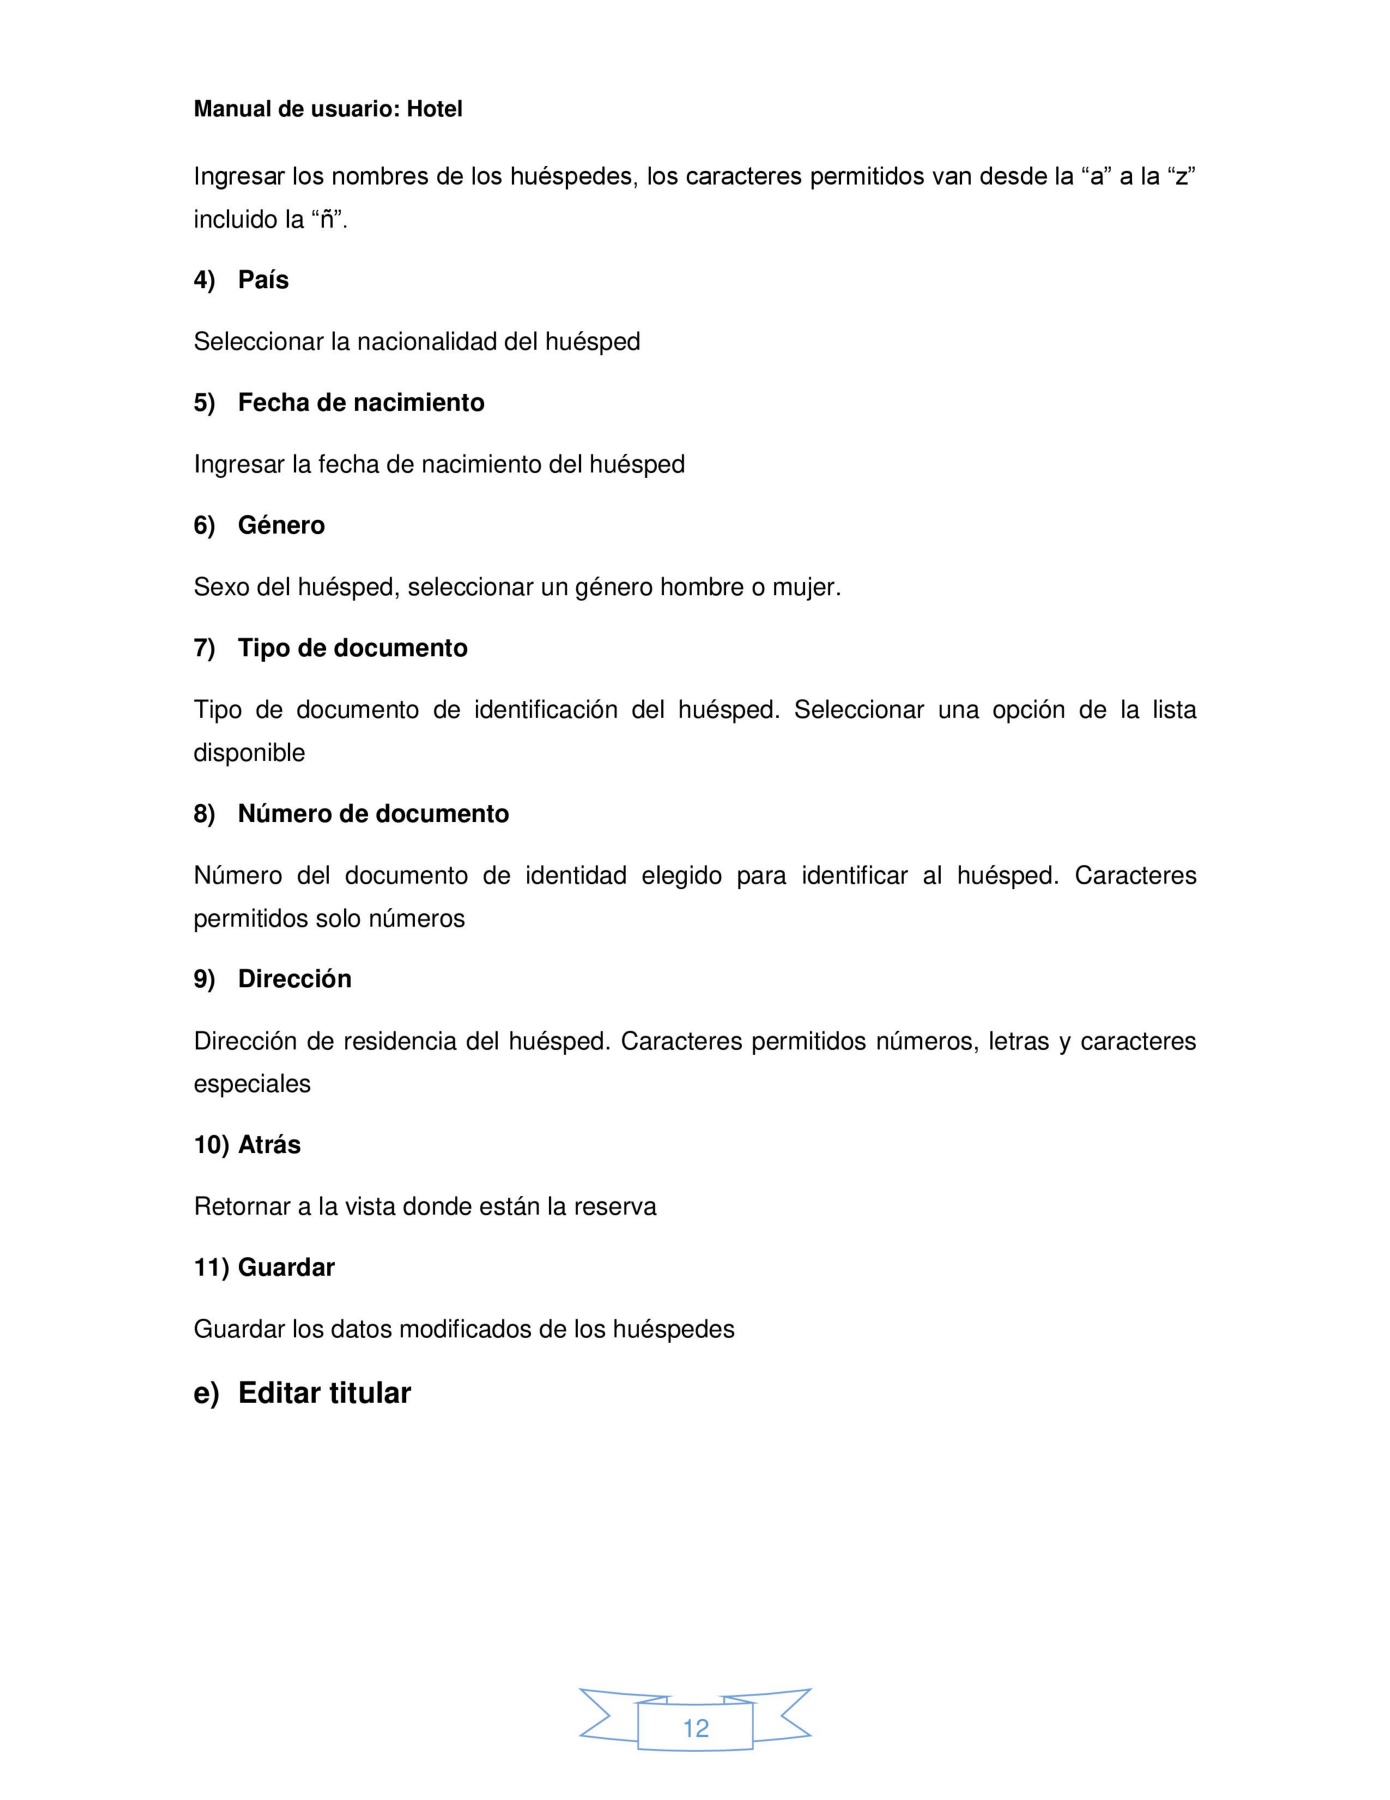 Manual de usuario: Hotel
Ingresar los nombres de los huéspedes, los caracteres permitidos van desde la “a” a la “z”
incluido la “ñ”.
4) País
Seleccionar la nacionalidad del huésped
5) Fecha de nacimiento
Ingresar la fecha de nacimiento del huésped
6) Género
Sexo del huésped, seleccionar un género hombre o mujer.
7) Tipo de documento
Tipo de documento de identificación del huésped. Seleccionar una opción de la lista
disponible
8) Número de documento
Número del documento de identidad elegido para identificar al huésped. Caracteres
permitidos solo números
9) Dirección
Dirección de residencia del huésped. Caracteres permitidos números, letras y caracteres
especiales
10) Atrás
Retornar a la vista donde están la reserva
11) Guardar
Guardar los datos modificados de los huéspedes
e) Editar titular
12